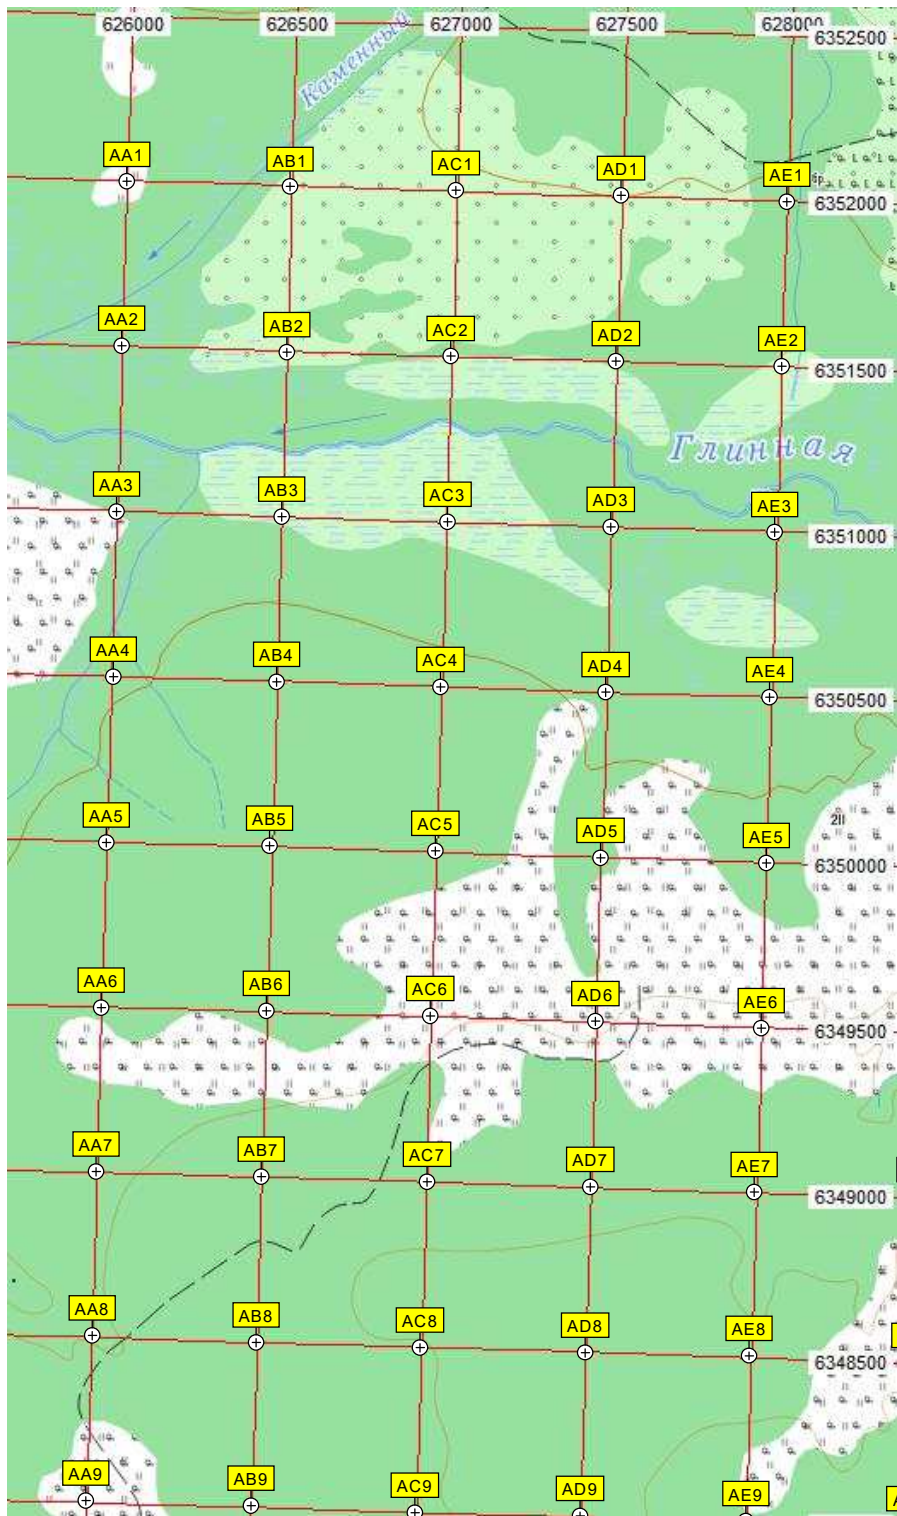 626000 626500 627000 627500 628000
6352500
Каменный
AA1 AB1 AC1 AD1 AE1
6р
6352000
AA2 AB2 AC2 AD2 AE2
6351500
Глинная
AA3 AB3 AC3 AD3 AE3
6351000
AA4 AB4 AC4 AD4 AE4
6350500
AA5 AB5 AC5 AD5 AE5
6350000
AA6 AB6 AC6 AD6 AE6
6349500
AA7 AB7 AC7 AD7 AE7
6349000
AA8 AB8 AC8 AD8 AE8
6348500
AA9 AB9 AC9 AD9 AE9